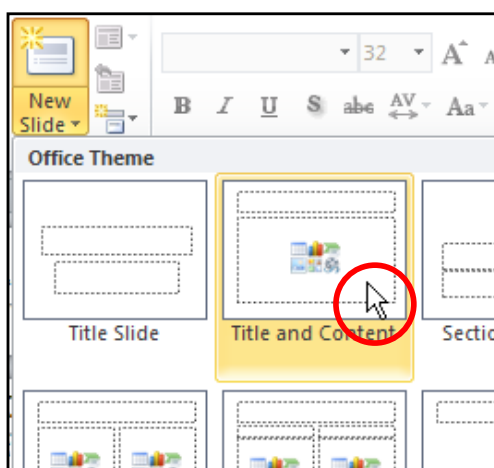 32 A A
New
Slide
B I U S abc AV Aa
Office Theme
Title Slide Title and Content Sectio